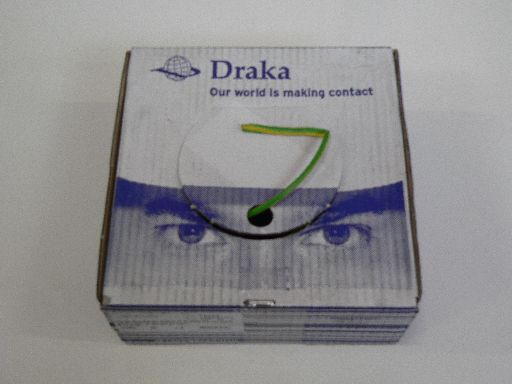 Draka
Our world is making contact